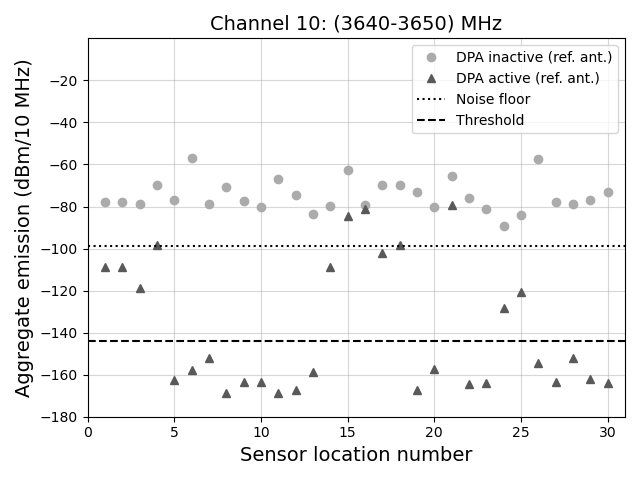 Channel 10: (3640-3650) MHz
DPA inactive (ref. ant.)
DPA active (ref. ant.)
Noise floor
Threshold
Aggregate emission (dBm/10 MHz)
−20
−40
−60
−80
−100
−120
−140
−160
−180
0 5 10 15 20 25 30
Sensor location number